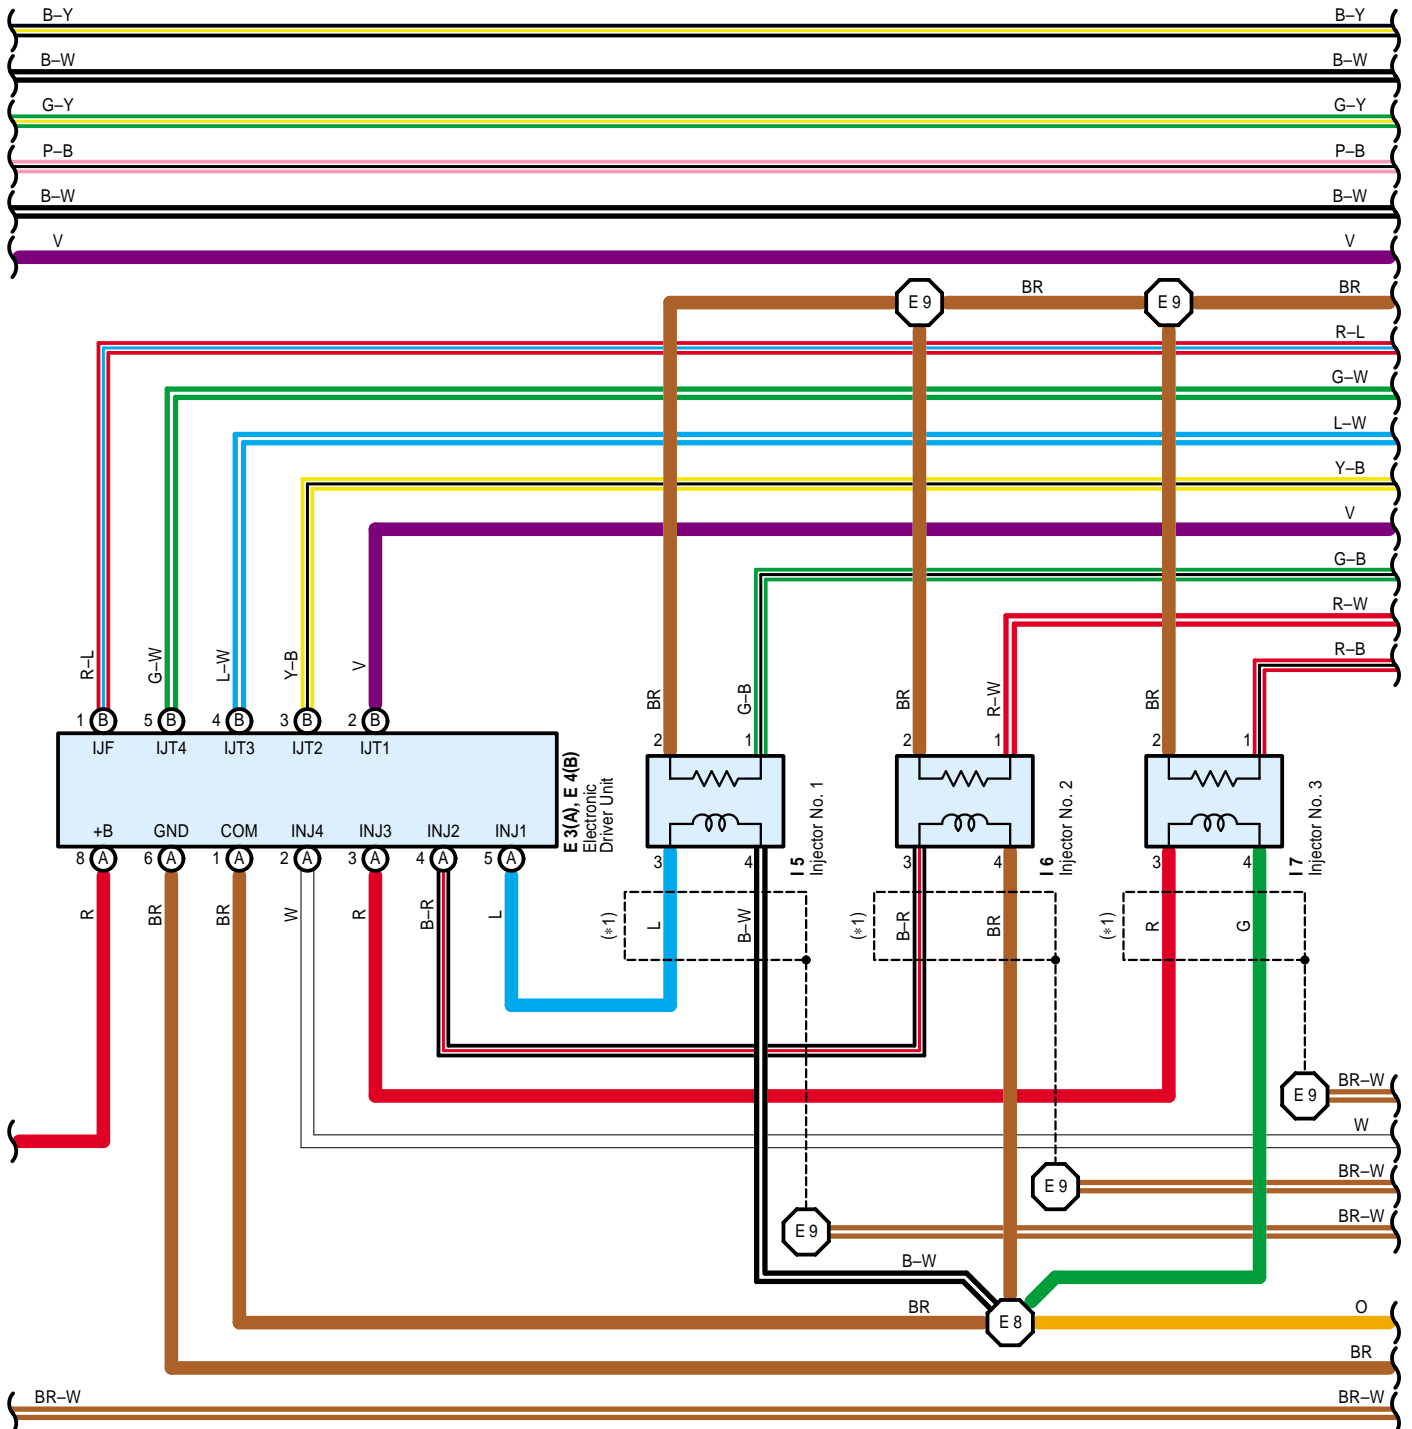 B–Y B–Y
B–W B–W
G–Y G–Y
P–B P–B
B–W B–W
V V
E 9 BR E 9 BR
R–L
G–W
L–W
Y–B
V
G–B
R–W
R–B
R–L G–W L–W Y–B V BR G–B BR R–W BR
1 B 5 B 4 B 3 B 2 B 2 1 2 1 2 1
IJF IJT4 IJT3 IJT2 IJT1
E 3(A), E 4(B)
Electronic
Driver Unit
I 5
Injector No. 1
I 6
Injector No. 2
I 7
Injector No. 3
+B GND COM INJ4 INJ3 INJ2 INJ1
8 A 6 A 1 A 2 A 3 A 4 A 5 A 3 4 3 4 3 4
R BR BR W R B–R L (*1) L B–W (*1) B–R BR (*1) R G
E 9 BR–W
W
E 9 BR–W
E 9 BR–W
B–W
BR E 8 O
BR
BR–W BR–W